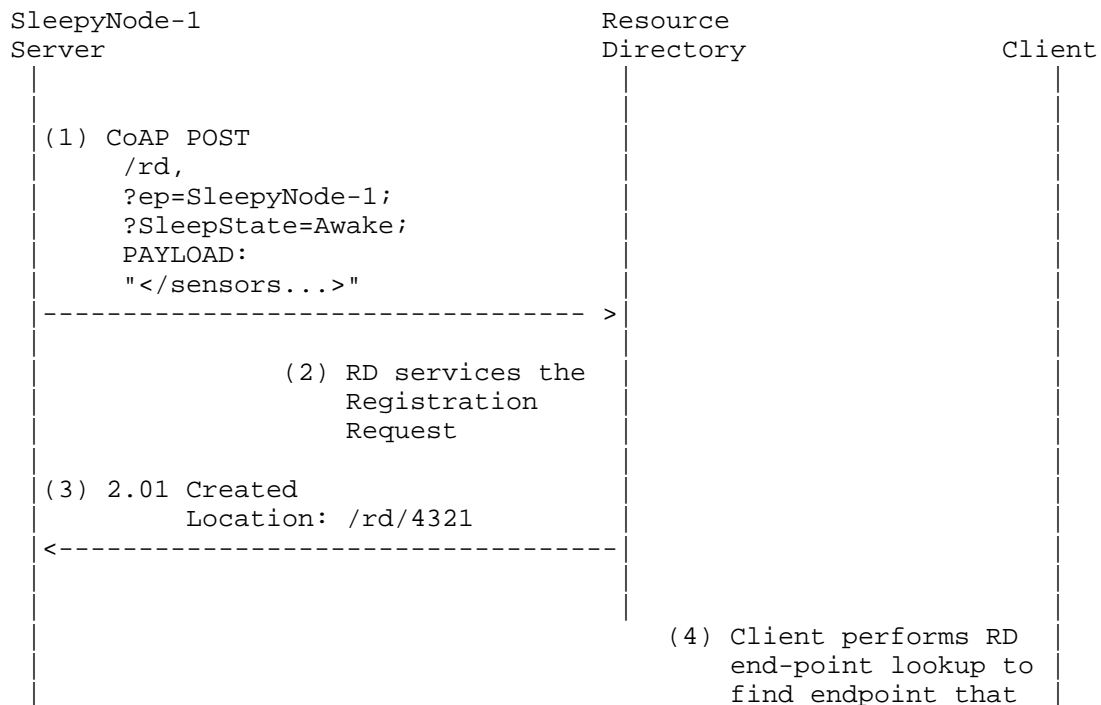 SleepyNode-1 Resource
Server Directory Client
(1) CoAP POST
/rd,
?ep=SleepyNode-1;
?SleepState=Awake;
PAYLOAD:
"</sensors...>"
---------------------------------- >
(2) RD services the
Registration
Request
(3) 2.01 Created
Location: /rd/4321
<-----------------------------------
(4) Client performs RD
end-point lookup to
find endpoint that